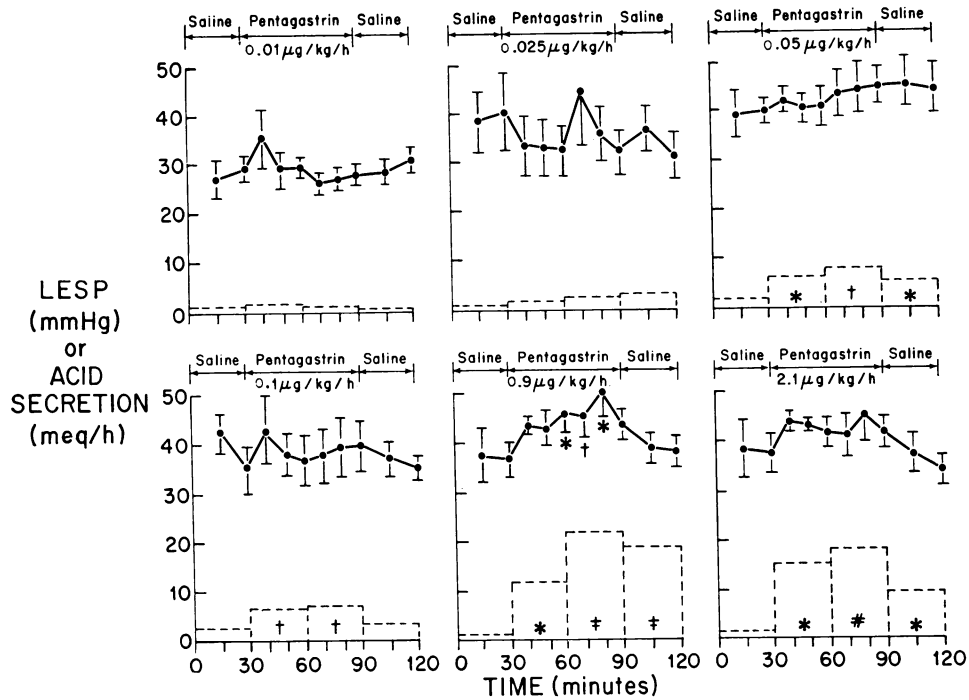 Saline Pentagastrin Saline
0.01µg/kg/h
Saline Pentagastrin Saline
0.025µg/kg/h
Saline Pentagastrin Saline
0.05µg/kg/h
50
40
30
20
10
0
* † *
LESP
(mmHg)
or
ACID
SECRETION
(meq/h)
Saline Pentagastrin Saline
0.1µg/kg/h
Saline Pentagastrin Saline
0.9µg/kg/h
Saline Pentagastrin Saline
2.1µg/kg/h
50
40
30
20
10
0
† †
* † *
* ‡ ‡
* # *
0 30 60 90 120
0 30 60 90 120
0 30 60 90 120
TIME (minutes)